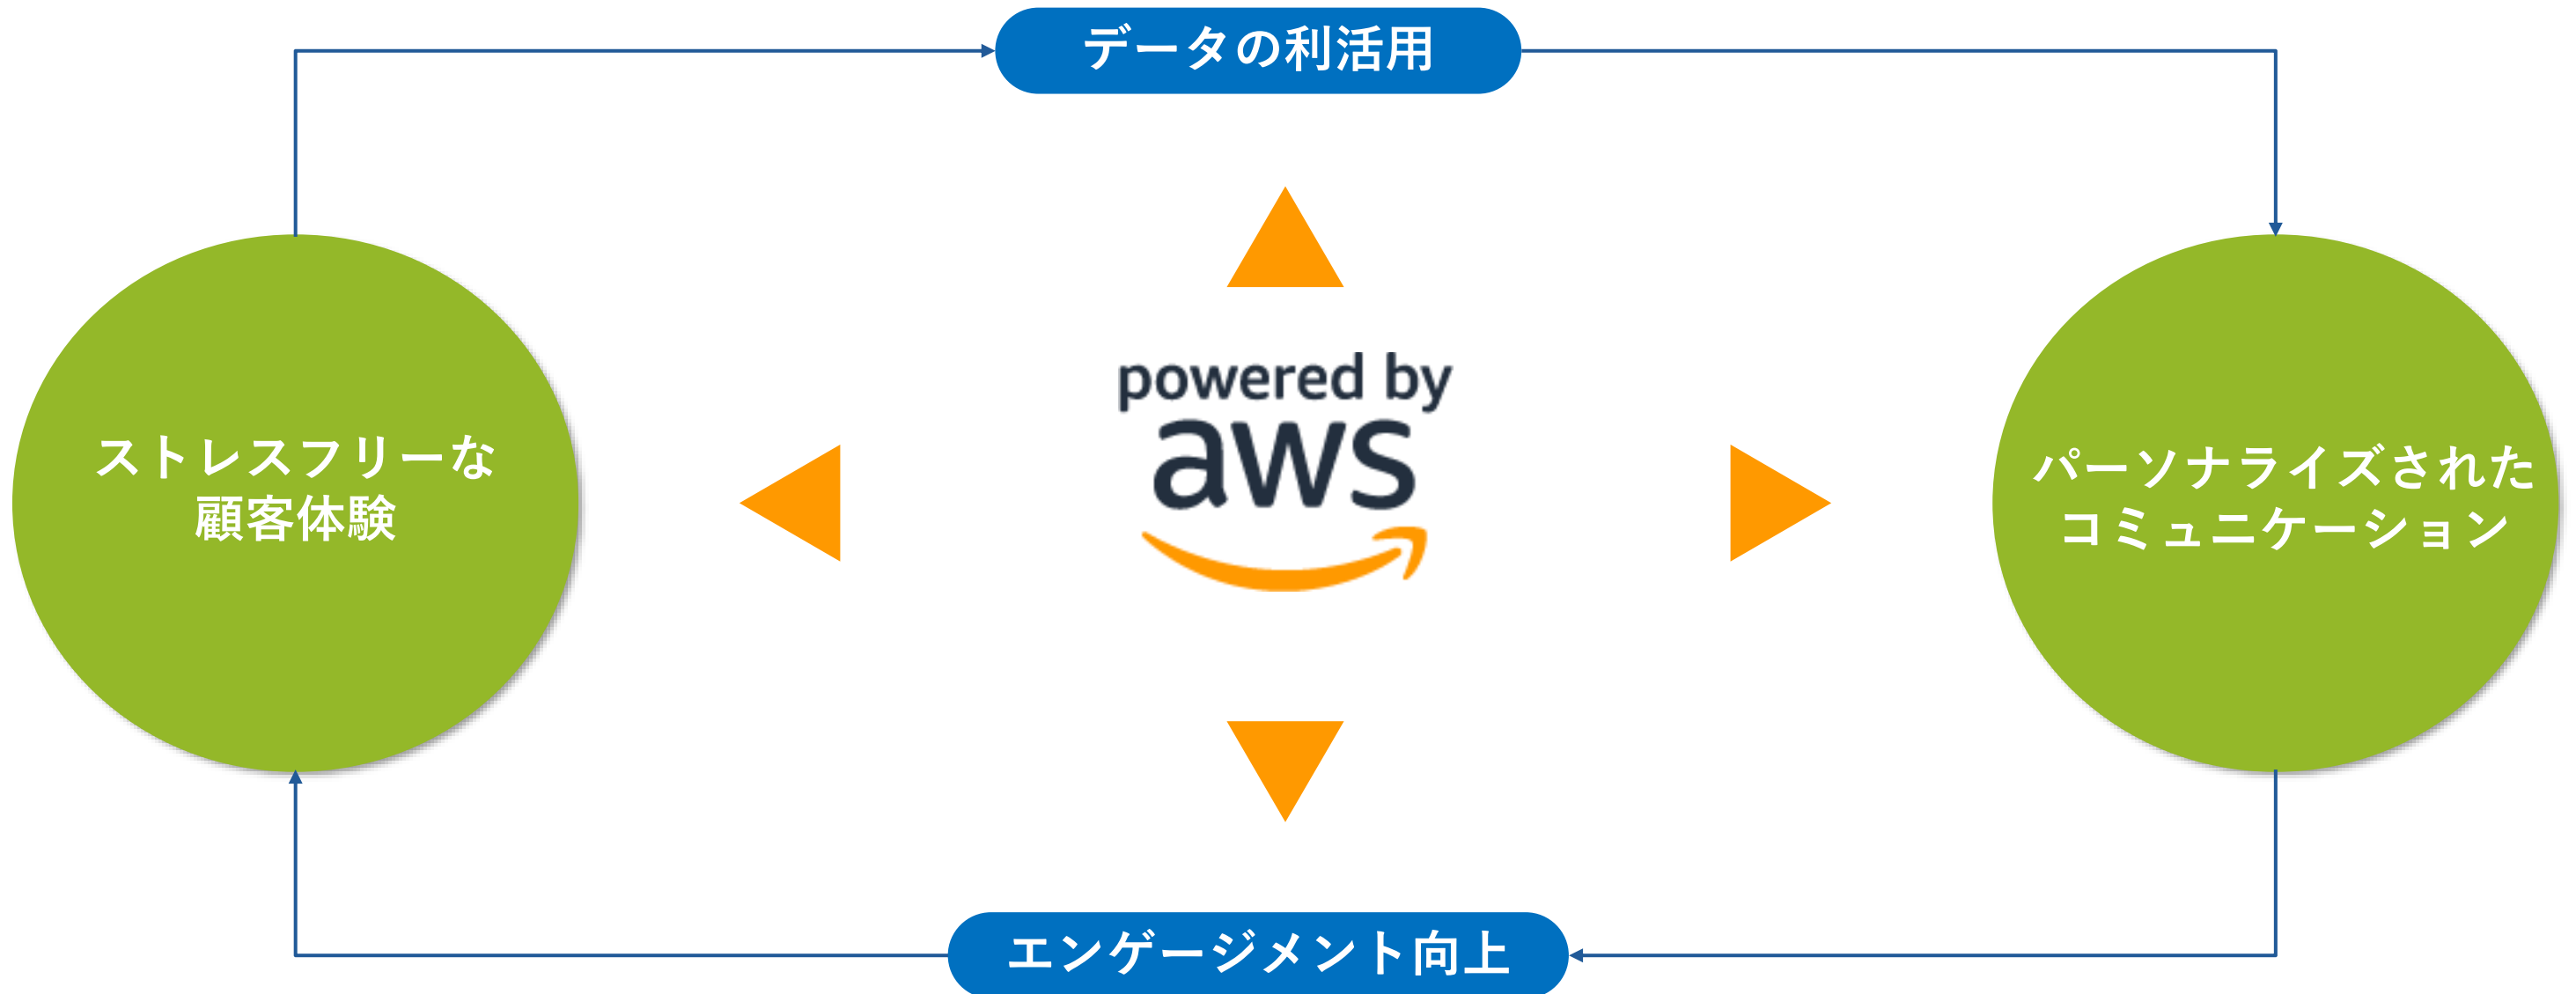 データの利活用
powered by
aws
ストレスフリーな
顧客体験
パーソナライズされた
コミュニケーション
エンゲージメント向上